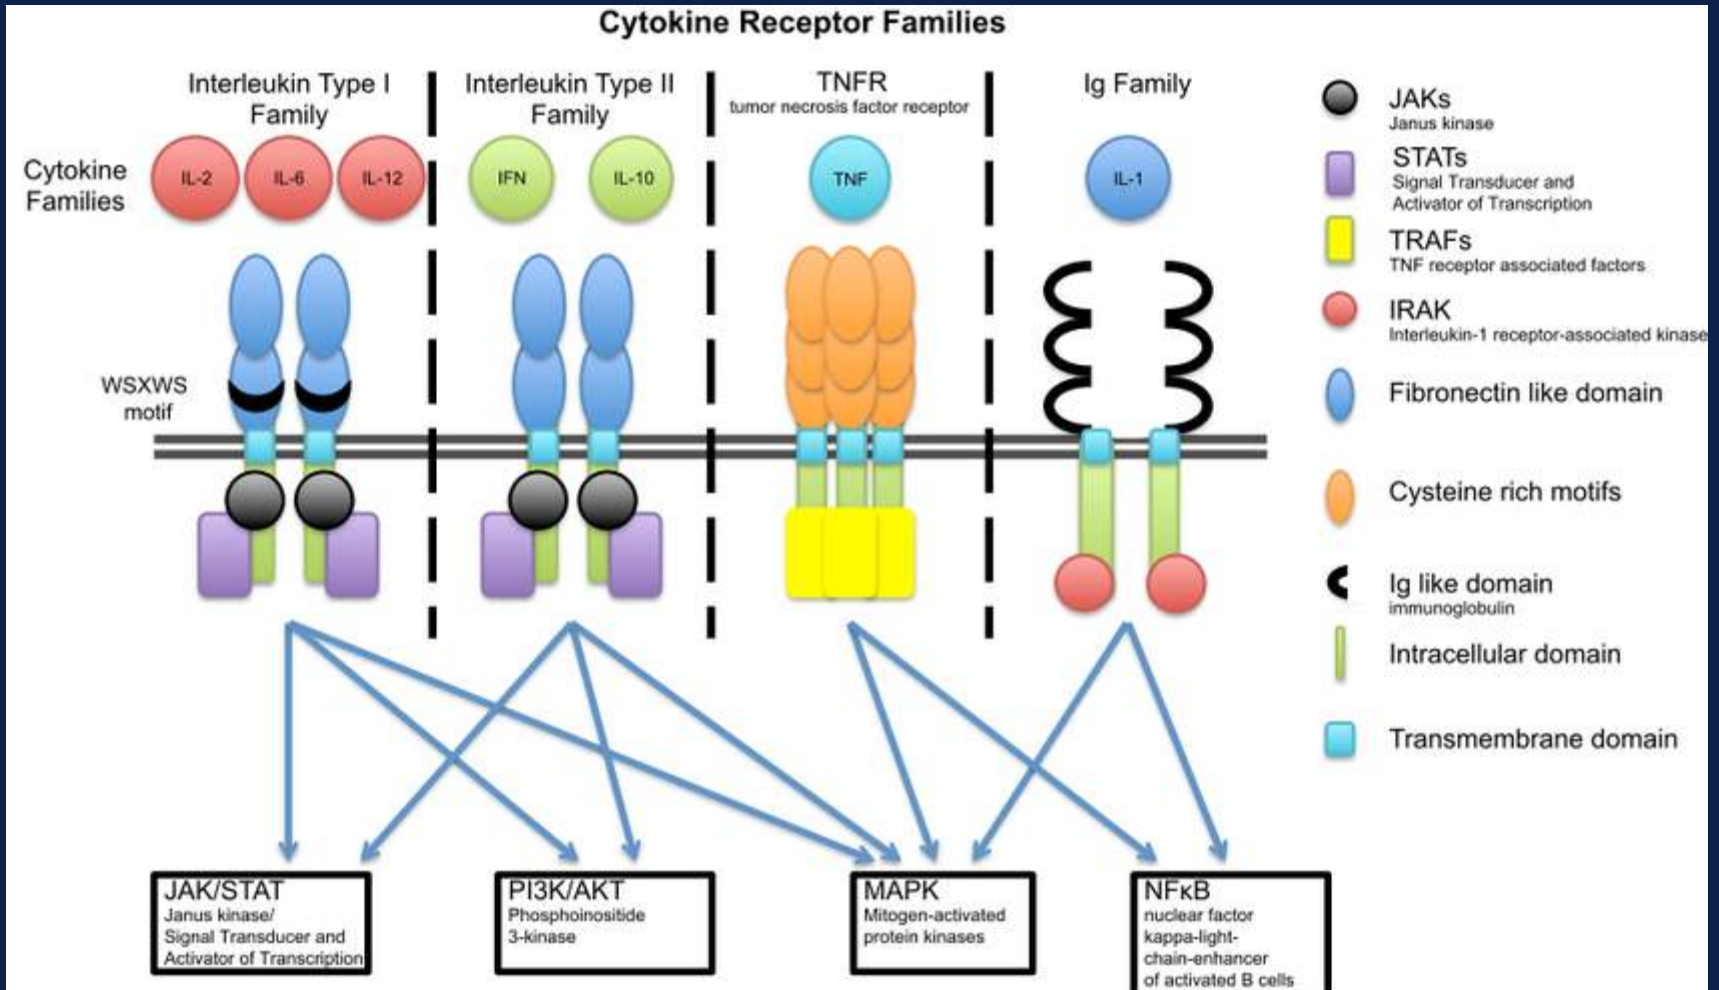 Cytokine Receptor Families
Interleukin Type I
Family
Interleukin Type II
Family
TNFR
tumor necrosis factor receptor
Ig Family
Cytokine
Families
IL-2
IL-6
IL-12
IFN
IL-10
TNF
IL-1
WSXWS
motif
JAKs
Janus kinase
STATs
Signal Transducer and
Activator of Transcription
TRAFs
TNF receptor associated factors
IRAK
Interleukin-1 receptor-associated kinase
Fibronectin like domain
Cysteine rich motifs
Ig like domain
immunoglobulin
Intracellular domain
Transmembrane domain
JAK/STAT
Janus kinase/
Signal Transducer and
Activator of Transcription
PI3K/AKT
Phosphoinositide
3-kinase
MAPK
Mitogen-activated
protein kinases
NFκB
nuclear factor
kappa-light-
chain-enhancer
of activated B cells